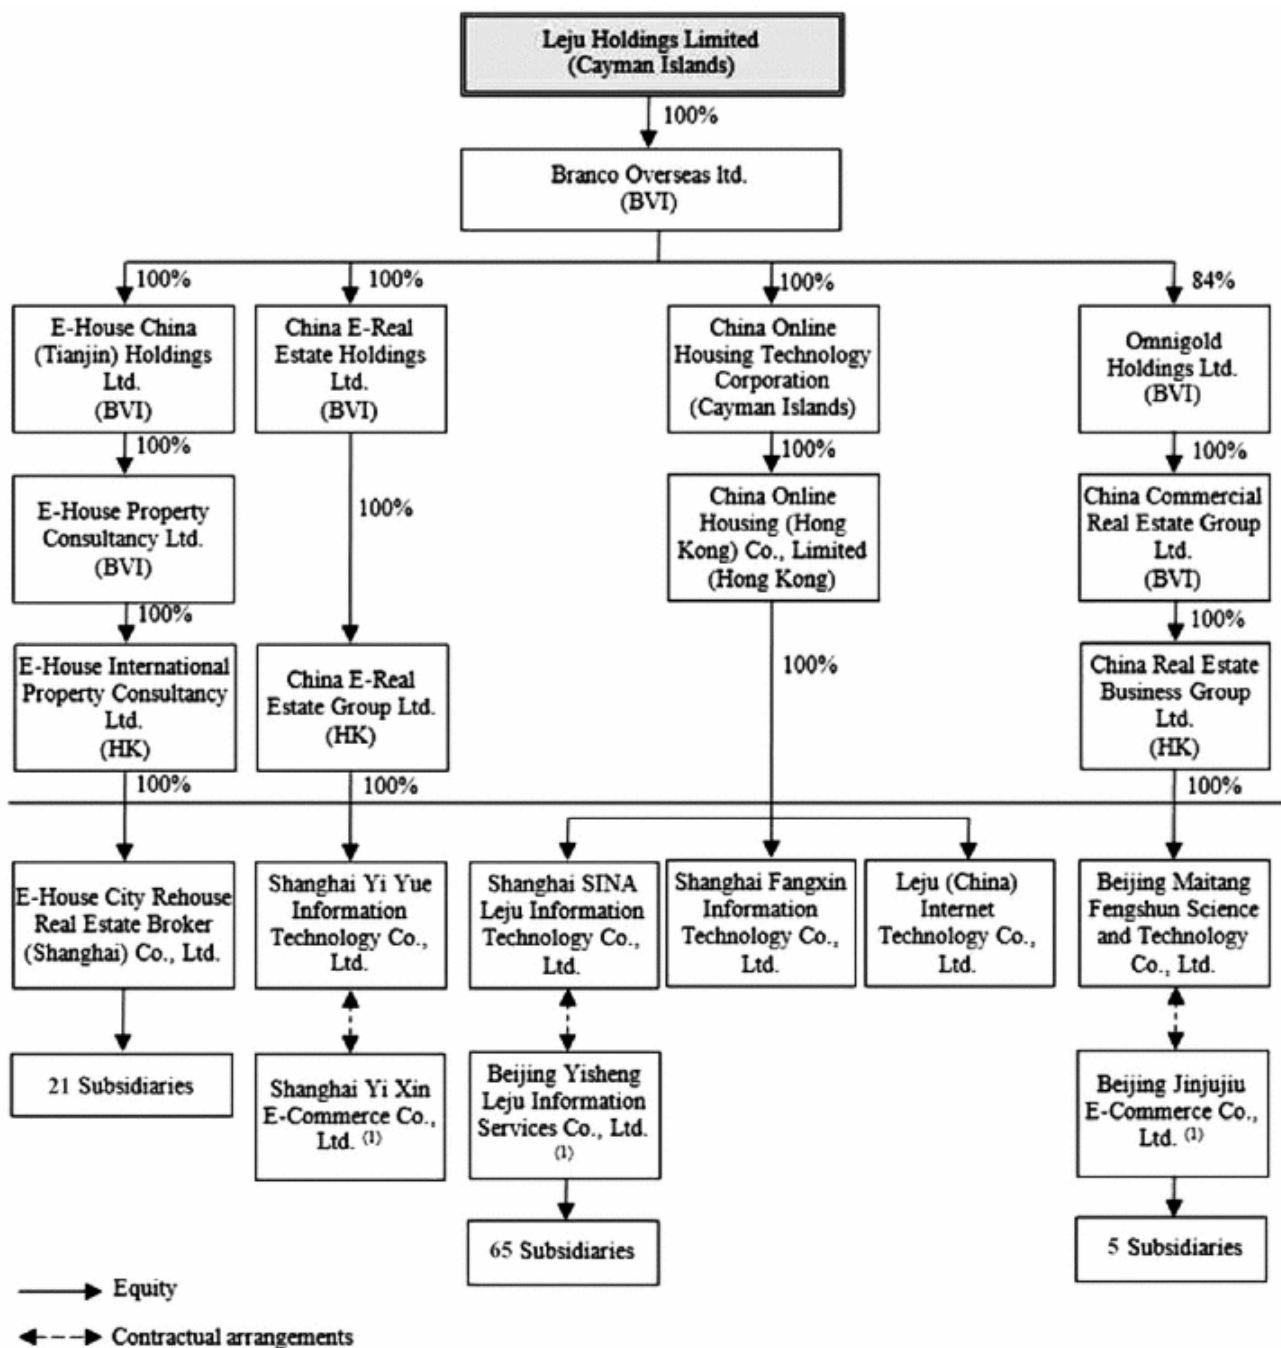 Leju Holdings Limited
(Cayman Islands)
100%
Branco Overseas ltd.
(BVI)
100%
100%
100%
84%
E-House China
(Tianjin) Holdings
Ltd.
(BVI)
China E-Real
Estate Holdings
Ltd.
(BVI)
China Online
Housing Technology
Corporation
(Cayman Islands)
Omnigold
Holdings Ltd.
(BVI)
100%
100%
100%
100%
E-House Property
Consultancy Ltd.
(BVI)
China Online
Housing (Hong
Kong) Co., Limited
(Hong Kong)
China Commercial
Real Estate Group
Ltd.
(BVI)
100%
100%
100%
E-House International
Property Consultancy
Ltd.
(HK)
China E-Real
Estate Group Ltd.
(HK)
China Real Estate
Business Group
Ltd.
(HK)
100%
100%
100%
E-House City Rehouse
Real Estate Broker
(Shanghai) Co., Ltd.
Shanghai Yi Yue
Information
Technology Co.,
Ltd.
Shanghai SINA
Leju Information
Technology Co.,
Ltd.
Shanghai Fangxin
Information
Technology Co.,
Ltd.
Leju (China)
Internet
Technology Co.,
Ltd.
Beijing Maitang
Fengshun Science
and Technology
Co., Ltd.
21 Subsidiaries
Shanghai Yi Xin
E-Commerce Co.,
Ltd. (1)
Beijing Yisheng
Leju Information
Services Co., Ltd.
(1)
Beijing Jinjujiu
E-Commerce Co.,
Ltd. (1)
65 Subsidiaries
5 Subsidiaries
Equity
Contractual arrangements